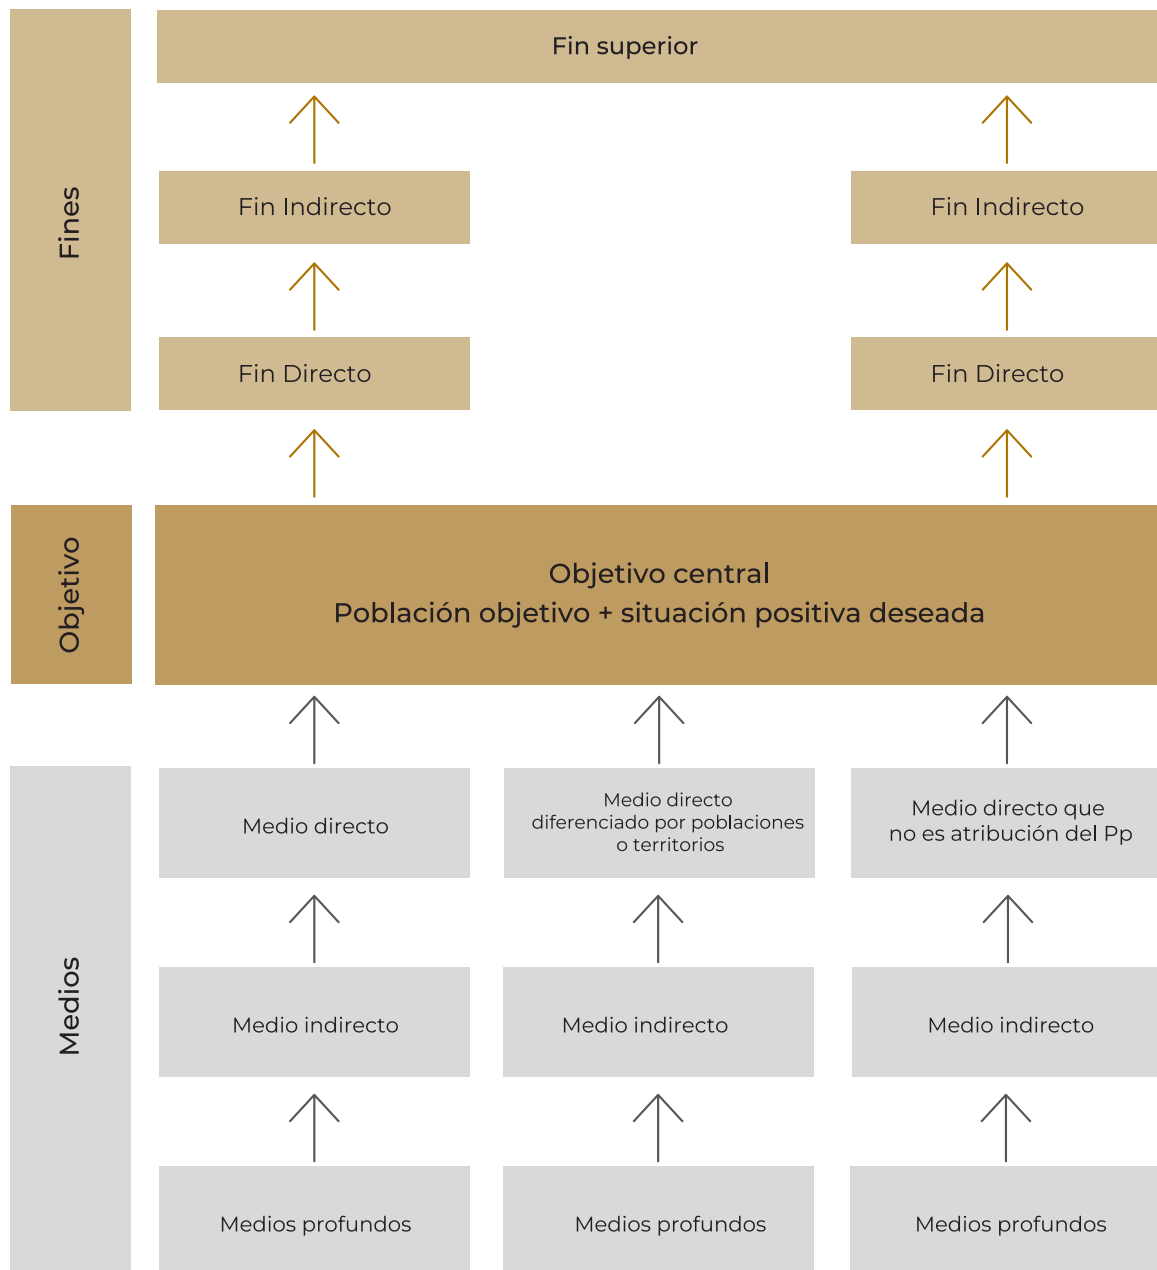 Fines
Fin superior
Fin Indirecto
Fin Indirecto
Fin Directo
Fin Directo
Objetivo
Objetivo central
Población objetivo + situación positiva deseada
Medios
Medio directo
Medio directo
diferenciado por poblaciones
o territorios
Medio directo que
no es atribución del Pp
Medio indirecto
Medio indirecto
Medio indirecto
Medios profundos
Medios profundos
Medios profundos